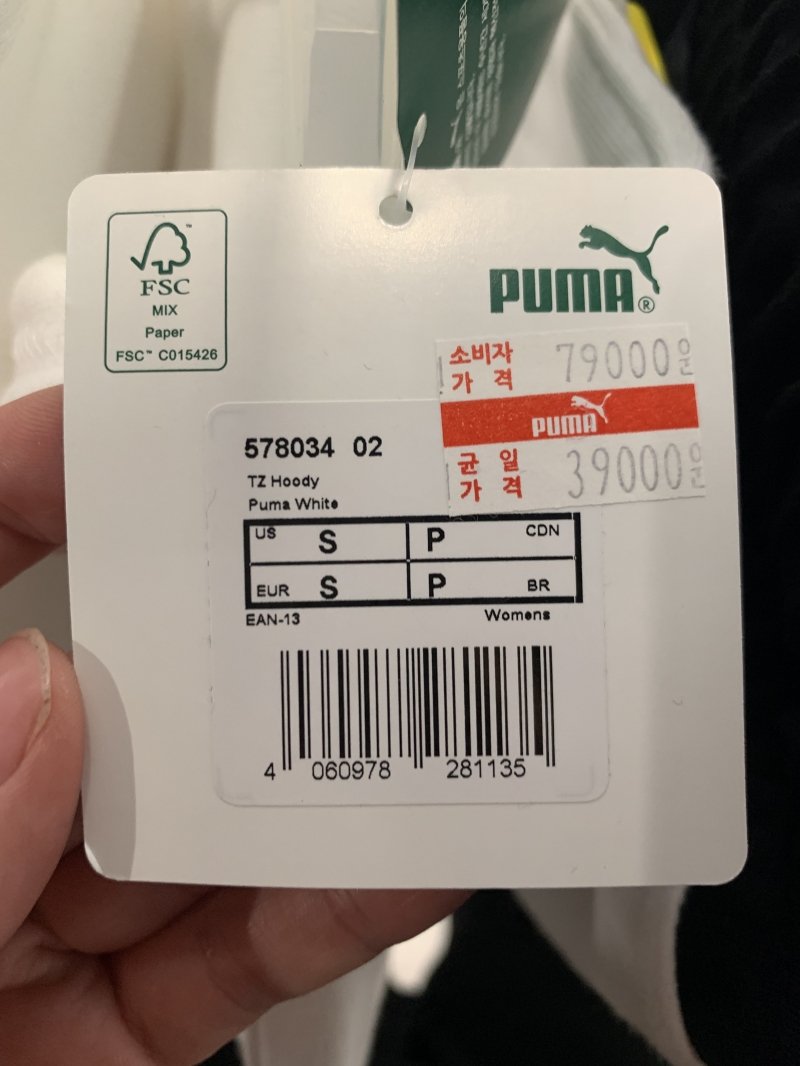 FSC
MIX
Paper
FSC™ C015426
PUMA®
소비자
가 격 79000원
PUMA
균 일
가 격 39000원
578034 02
TZ Hoody
Puma White
US S P CDN
EUR S P BR
EAN-13 Womens
4 060978 281135